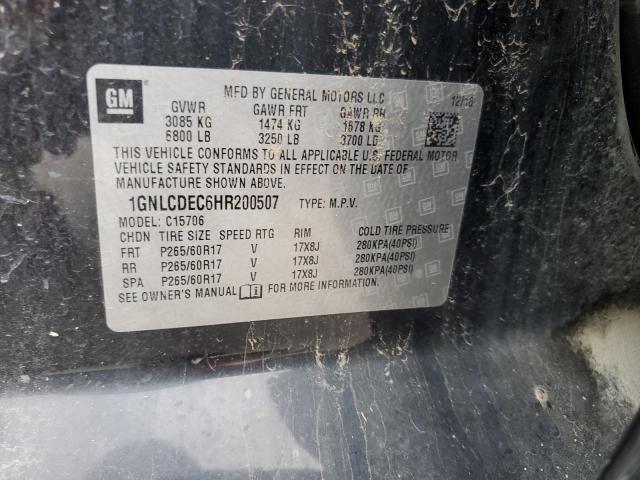 GM
MFD BY GENERAL MOTORS LLC
GVWR GAWR FRT GAWR RR 12/16
3085 KG 1474 KG 1678 KG
6800 LB 3250 LB 3700 LB
THIS VEHICLE CONFORMS TO ALL APPLICABLE U.S. FEDERAL MOTOR
VEHICLE SAFETY STANDARDS IN EFFECT ON THE DATE OF
MANUFACTURE SHOWN ABOVE.
1GNLCDEC6HR200507 TYPE: M.P.V.
MODEL: C15706
CHDN TIRE SIZE SPEED RTG RIM COLD TIRE PRESSURE
FRT P265/60R17 V 17X8J 280KPA(40PSI)
RR P265/60R17 V 17X8J 280KPA(40PSI)
SPA P265/60R17 V 17X8J 280KPA(40PSI)
SEE OWNER'S MANUAL FOR MORE INFORMATION.